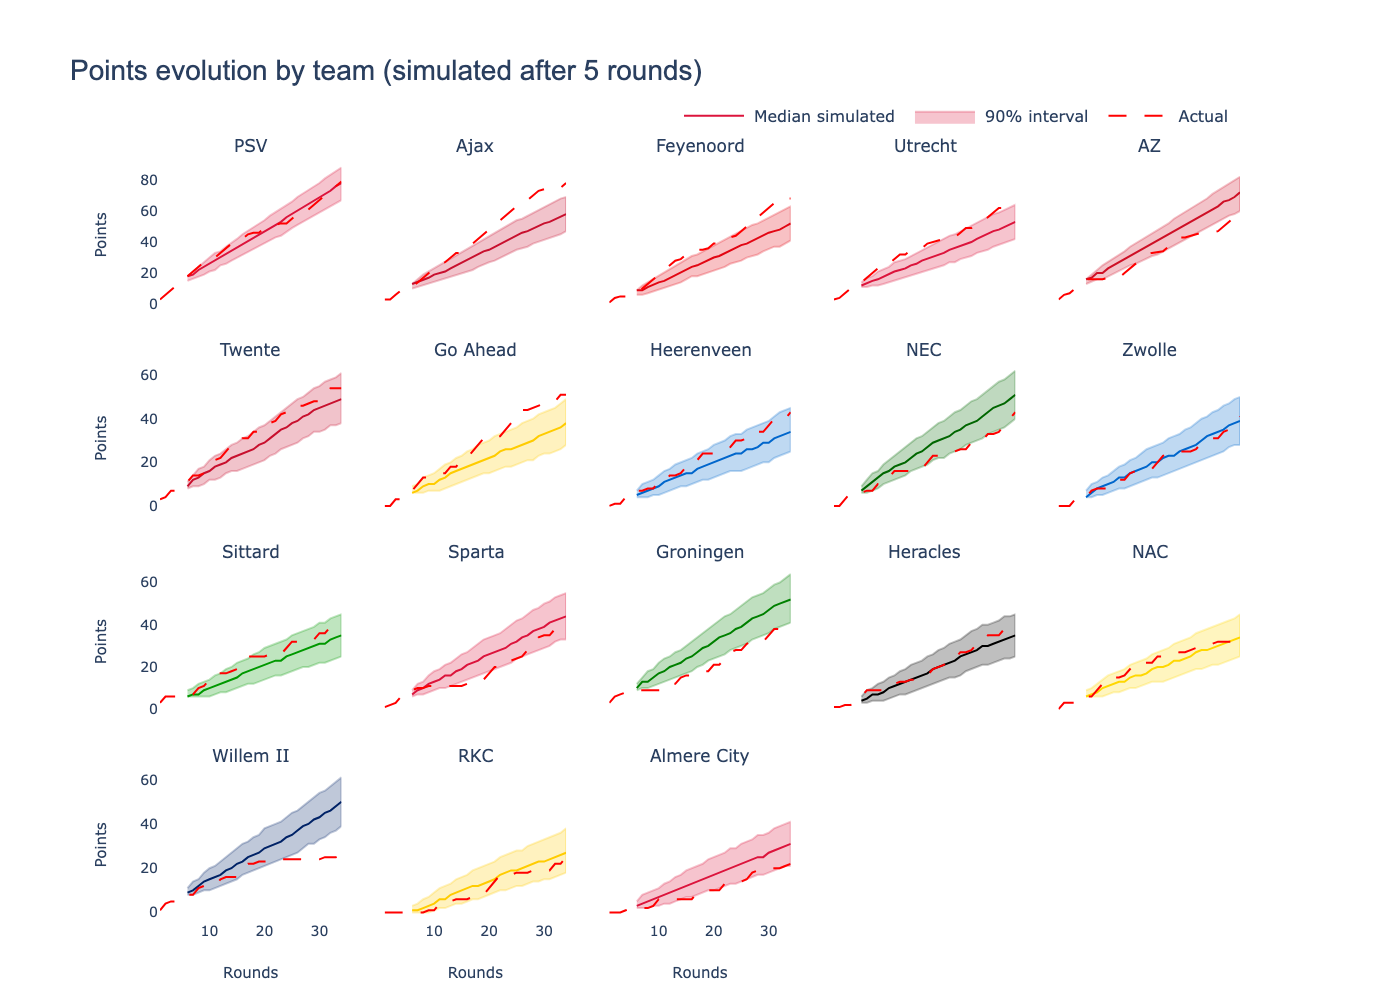 Points evolution by team (simulated after 5 rounds)
Median simulated 90% interval Actual
PSV Ajax Feyenoord Utrecht AZ
80
60
40
20
0
Points
Twente Go Ahead Heerenveen NEC Zwolle
60
40
20
0
Points
Sittard Sparta Groningen Heracles NAC
60
40
20
0
Points
Willem II RKC Almere City
60
40
20
0
Points
10 20 30 10 20 30 10 20 30
Rounds Rounds Rounds